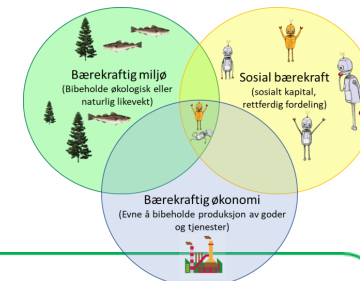 Bærekraftig miljø
(Bibeholde økologisk eller
naturlig likevekt)
Sosial bærekraft
(sosialt kapital,
rettferdig fordeling)
Bærekraftig økonomi
(Evne å bibeholde produksjon av goder
og tjenester)